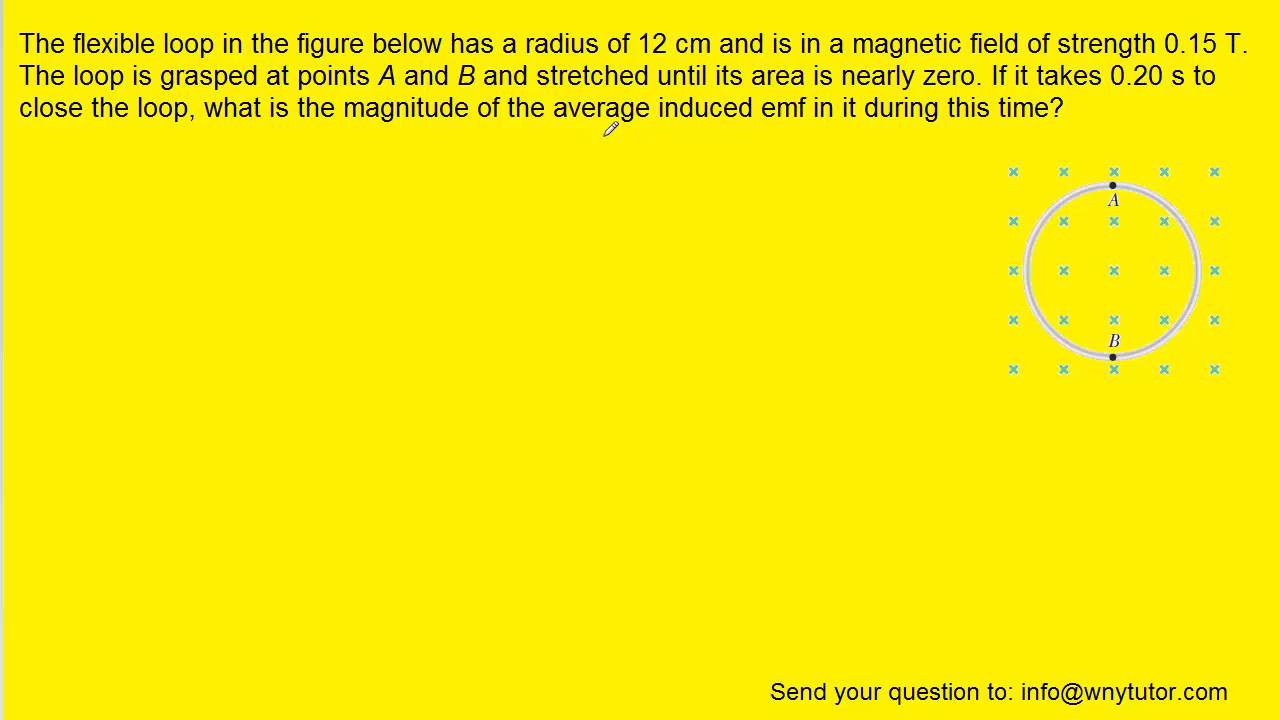 The flexible loop in the figure below has a radius of 12 cm and is in a magnetic field of strength 0.15 T.
The loop is grasped at points A and B and stretched until its area is nearly zero. If it takes 0.20 s to
close the loop, what is the magnitude of the average induced emf in it during this time?
× × × × ×
A
× × × × ×
× × × × ×
× × × × ×
B
× × × × ×
Send your question to: info@wnytutor.com